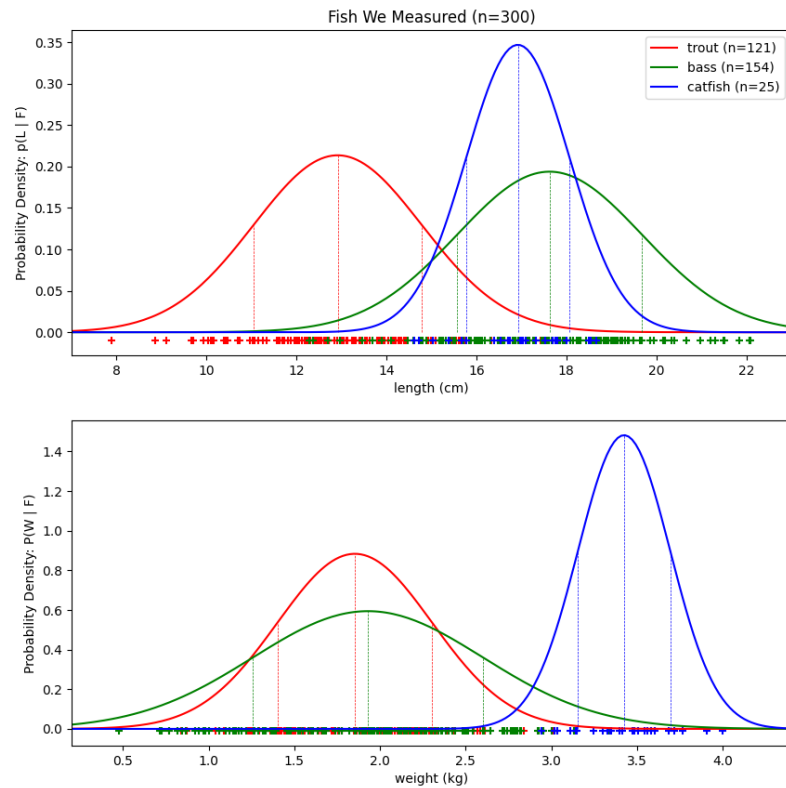 Fish We Measured (n=300)
Probability Density: p(L | F)
0.35
0.30
0.25
0.20
0.15
0.10
0.05
0.00
trout (n=121)
bass (n=154)
catfish (n=25)
8 10 12 14 16 18 20 22
length (cm)
Probability Density: P(W | F)
1.4
1.2
1.0
0.8
0.6
0.4
0.2
0.0
0.5 1.0 1.5 2.0 2.5 3.0 3.5 4.0
weight (kg)